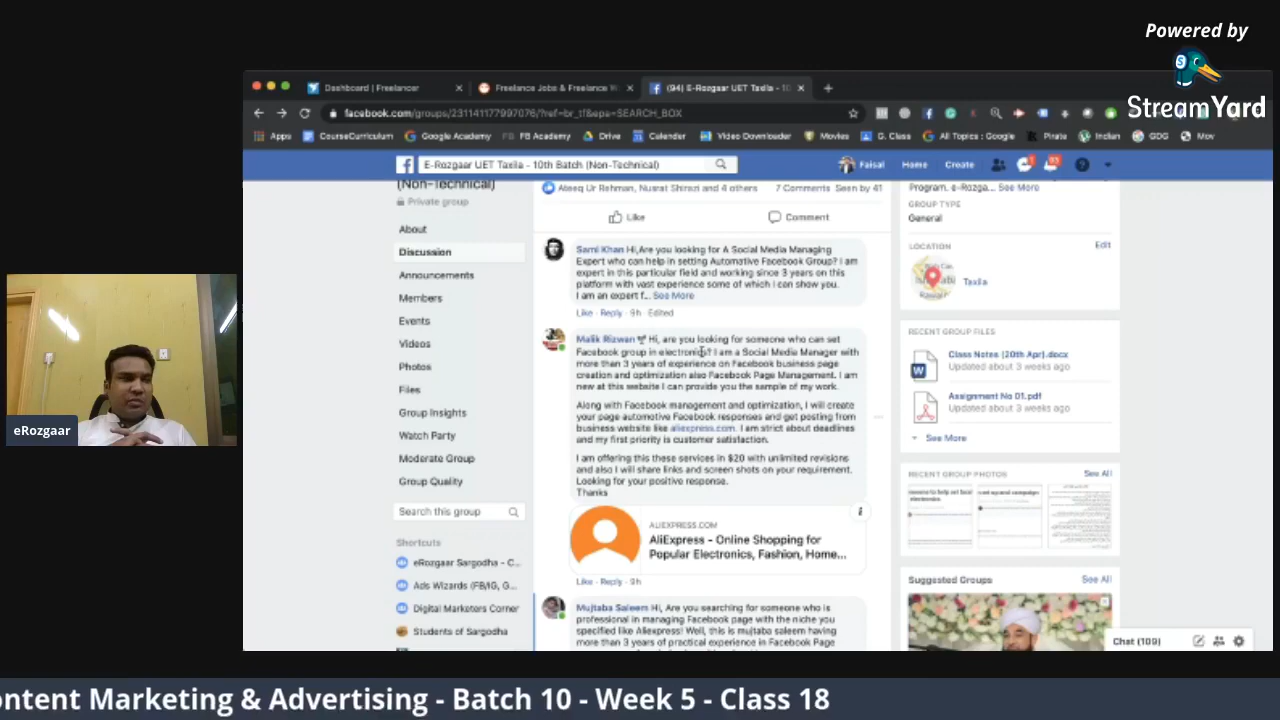 Powered by
StreamYard
Dashboard | Freelancer
Freelance Jobs & Freelance W
(94) E-Rozgaar UET Taxila - 10
facebook.com/groups/231141177997076/?ref=br_tf&epa=SEARCH_BOX
Apps
CourseCurriculum
Google Academy
FB Academy
Drive
Calender
Video Downloader
Movies
G. Class
All Topics : Google
Pirate
Indian
GDG
Mov
E-Rozgaar UET Taxila - 10th Batch (Non-Technical)
Faisal
Home
Create
(Non-Technical)
Private group
About
Discussion
Announcements
Members
Events
Videos
Photos
Files
Group Insights
Watch Party
Moderate Group
Group Quality
Search this group
Shortcuts
eRozgaar Sargodha - C...
Ads Wizards (FB/IG, G...
Digital Marketers Corner
Students of Sargodha
Ateeq Ur Rehman, Nusrat Shirazi and 4 others
7 Comments Seen by 41
Like
Comment
Sami Khan Hi,Are you looking for A Social Media Managing
Expert who can help in setting Automotive Facebook Group? I am
expert in this particular field and working since 3 years on this
platform with vast experience some of which I can show you.
I am an expert f... See More
Like · Reply · 9h · Edited
Malik Rizwan Hi, are you looking for someone who can set
Facebook group in electronics? I am a Social Media Manager with
more than 3 years of experience on Facebook business page
creation and optimization also Facebook Page Management. I am
new at this website I can provide you the sample of my work.
Along with Facebook management and optimization, I will create
your page automotive Facebook responses and get posting from
business website like aliexpress.com. I am strict about deadlines
and my first priority is customer satisfaction.
I am offering this these services in $20 with unlimited revisions
and also I will share links and screen shots on your requirement.
Looking for your positive response.
Thanks
ALIEXPRESS.COM
AliExpress - Online Shopping for
Popular Electronics, Fashion, Home...
Like · Reply · 9h
Mujtaba Saleem Hi, Are you searching for someone who is
professional in managing Facebook page with the niche you
specified like Aliexpress! Well, this is mujtaba saleem having
more than 3 years of practical experience in Facebook Page
Program. e-Rozga... See More
GROUP TYPE
General
LOCATION
Edit
Taxila
RECENT GROUP FILES
Class Notes (20th Apr).docx
Updated about 3 weeks ago
Assignment No 01.pdf
Updated about 3 weeks ago
See More
RECENT GROUP PHOTOS
See All
Suggested Groups
See All
Chat (109)
eRozgaar
ontent Marketing & Advertising - Batch 10 - Week 5 - Class 18